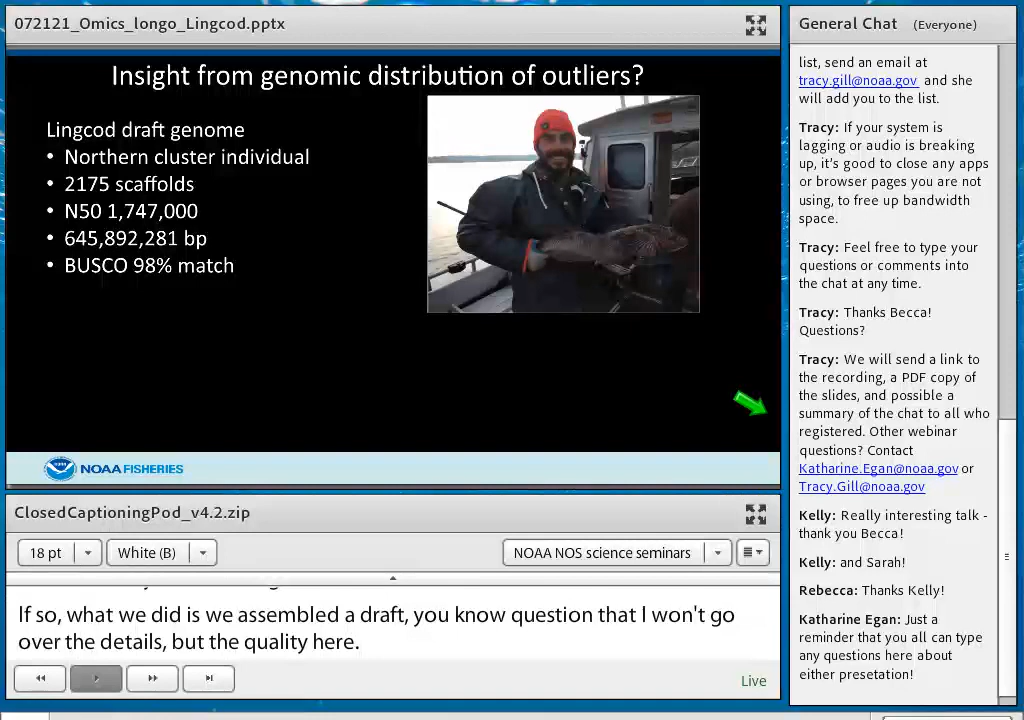 072121_Omics_longo_Lingcod.pptx
Insight from genomic distribution of outliers?
Lingcod draft genome
• Northern cluster individual
• 2175 scaffolds
• N50 1,747,000
• 645,892,281 bp
• BUSCO 98% match
NOAA FISHERIES
ClosedCaptioningPod_v4.2.zip
18 pt
White (B)
NOAA NOS science seminars
If so, what we did is we assembled a draft, you know question that I won't go
over the details, but the quality here.
Live
General Chat (Everyone)
list, send an email at
tracy.gill@noaa.gov and she
will add you to the list.
Tracy: If your system is
lagging or audio is breaking
up, it's good to close any apps
or browser pages you are not
using, to free up bandwidth
space.
Tracy: Feel free to type your
questions or comments into
the chat at any time.
Tracy: Thanks Becca!
Questions?
Tracy: We will send a link to
the recording, a PDF copy of
the slides, and possible a
summary of the chat to all who
registered. Other webinar
questions? Contact
Katharine.Egan@noaa.gov or
Tracy.Gill@noaa.gov
Kelly: Really interesting talk -
thank you Becca!
Kelly: and Sarah!
Rebecca: Thanks Kelly!
Katharine Egan: Just a
reminder that you all can type
any questions here about
either presetation!